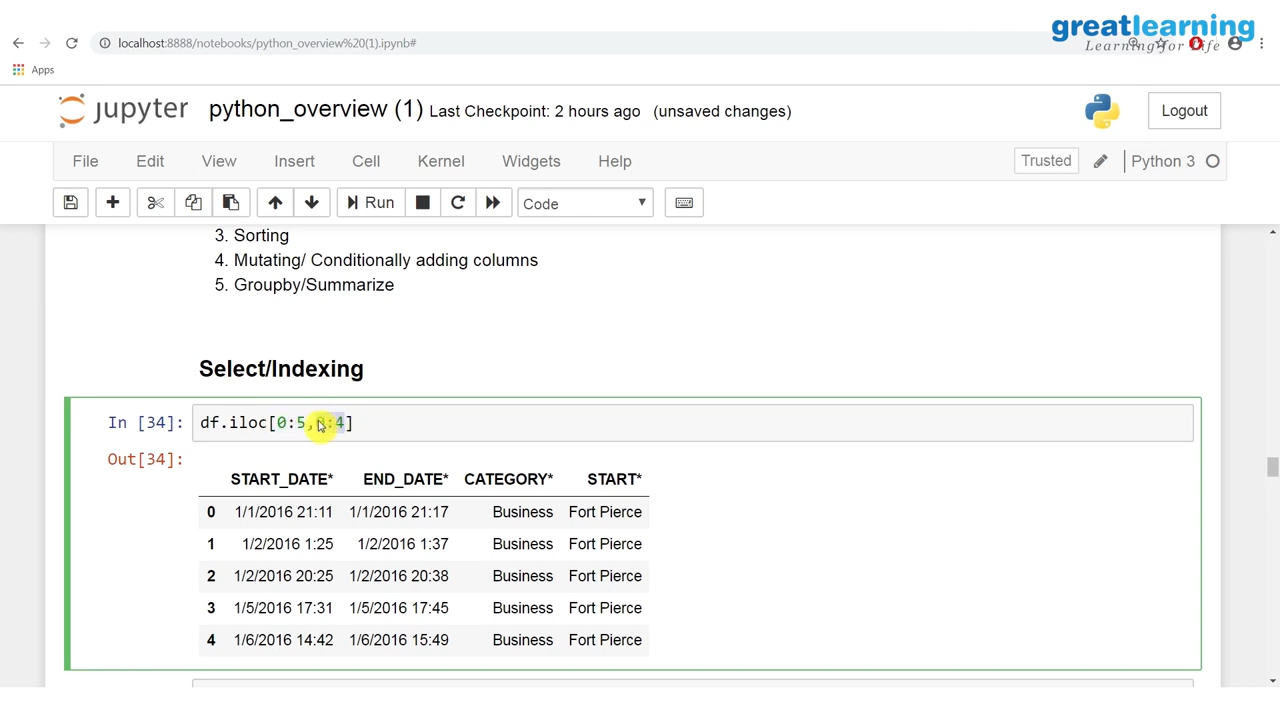 greatlearning
Learning for Life
localhost:8888/notebooks/python_overview%20(1).ipynb#
Apps
jupyter python_overview (1) Last Checkpoint: 2 hours ago (unsaved changes)
Logout
File Edit View Insert Cell Kernel Widgets Help
Trusted Python 3
Run Code
3. Sorting
4. Mutating/ Conditionally adding columns
5. Groupby/Summarize
Select/Indexing
In [34]: df.iloc[0:5,0:4]
Out[34]:
START_DATE* END_DATE* CATEGORY* START*
0 1/1/2016 21:11 1/1/2016 21:17 Business Fort Pierce
1 1/2/2016 1:25 1/2/2016 1:37 Business Fort Pierce
2 1/2/2016 20:25 1/2/2016 20:38 Business Fort Pierce
3 1/5/2016 17:31 1/5/2016 17:45 Business Fort Pierce
4 1/6/2016 14:42 1/6/2016 15:49 Business Fort Pierce